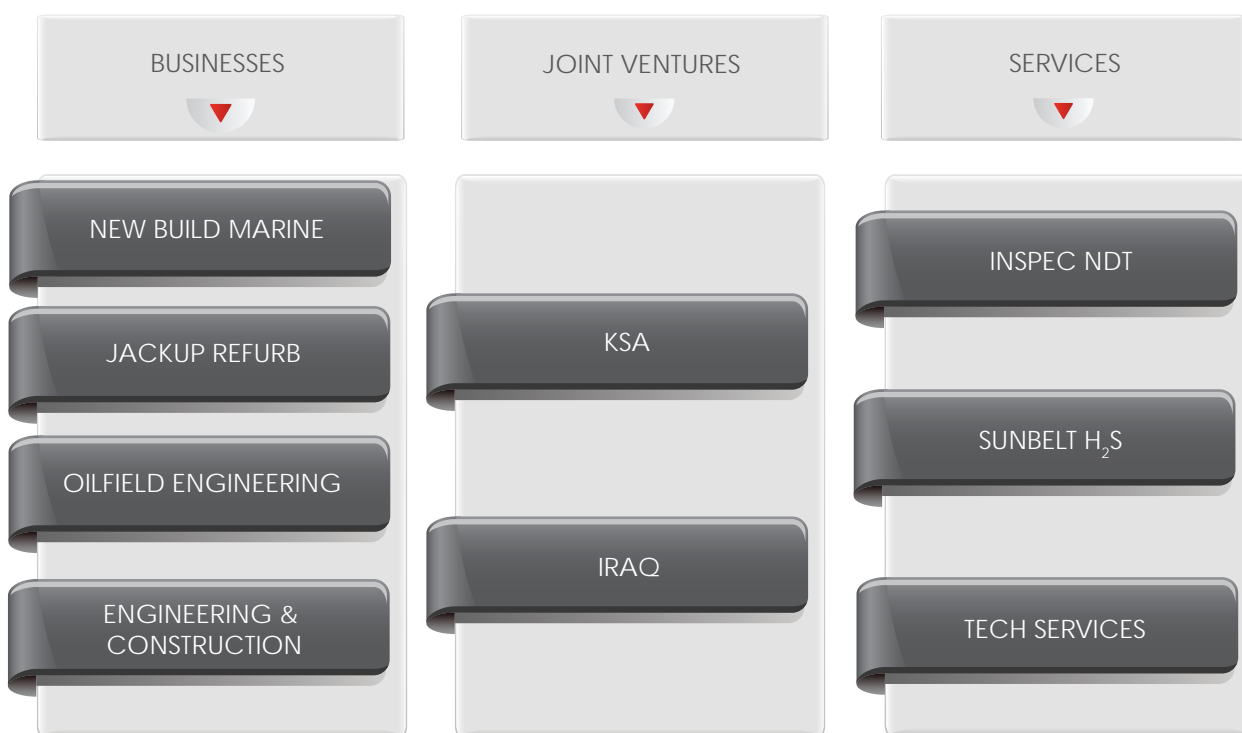 BUSINESSES
NEW BUILD MARINE
JACKUP REFURB
OILFIELD ENGINEERING
ENGINEERING &
CONSTRUCTION
JOINT VENTURES
KSA
IRAQ
SERVICES
INSPEC NDT
SUNBELT H₂S
TECH SERVICES